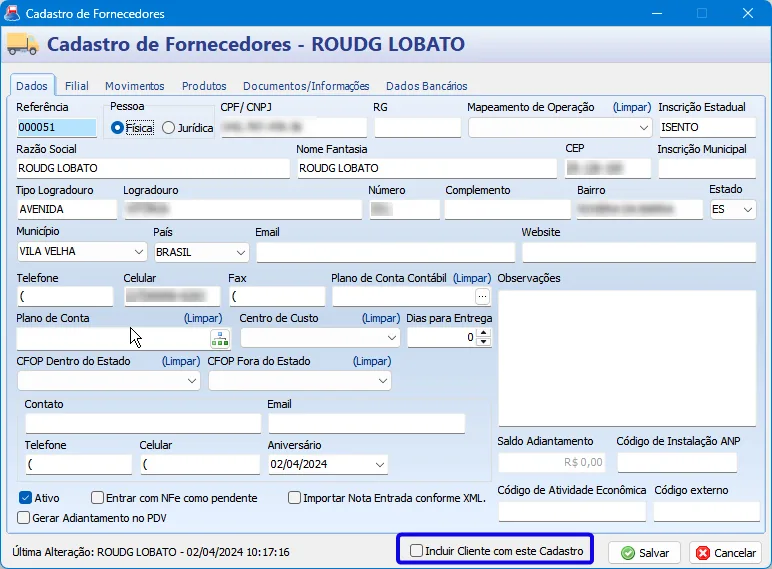 Cadastro de Fornecedores
Cadastro de Fornecedores - ROUDG LOBATO
Dados Filial Movimentos Produtos Documentos/Informações Dados Bancários
Referência Pessoa CPF/ CNPJ RG Mapeamento de Operação (Limpar) Inscrição Estadual
000051 Física Jurídica ISENTO
Razão Social Nome Fantasia CEP Inscrição Municipal
ROUDG LOBATO ROUDG LOBATO
Tipo Logradouro Logradouro Número Complemento Bairro Estado
AVENIDA ES
Município País Email Website
VILA VELHA BRASIL
Telefone Celular Fax Plano de Conta Contábil (Limpar) Observações
( ( ...
Plano de Conta (Limpar) Centro de Custo (Limpar) Dias para Entrega
0
CFOP Dentro do Estado (Limpar) CFOP Fora do Estado (Limpar)
Contato Email
Telefone Celular Aniversário Saldo Adiantamento Código de Instalação ANP
( ( 02/04/2024 R$ 0,00
Código de Atividade Econômica Código externo
Ativo Entrar com NFe como pendente Importar Nota Entrada conforme XML.
Gerar Adiantamento no PDV
Última Alteração: ROUDG LOBATO - 02/04/2024 10:17:16 Incluir Cliente com este Cadastro Salvar Cancelar